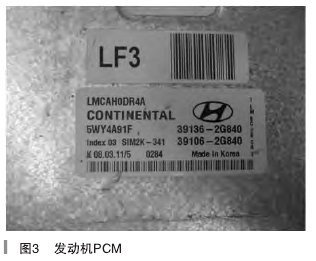 LF3
LMCAH0DR4A
CONTINENTAL
5WY4A91F 39136-2G840
Index 03 SIM2K-341 39106-2G840
K 08.03.11/5 0284 Made in Korea
图3 发动机PCM